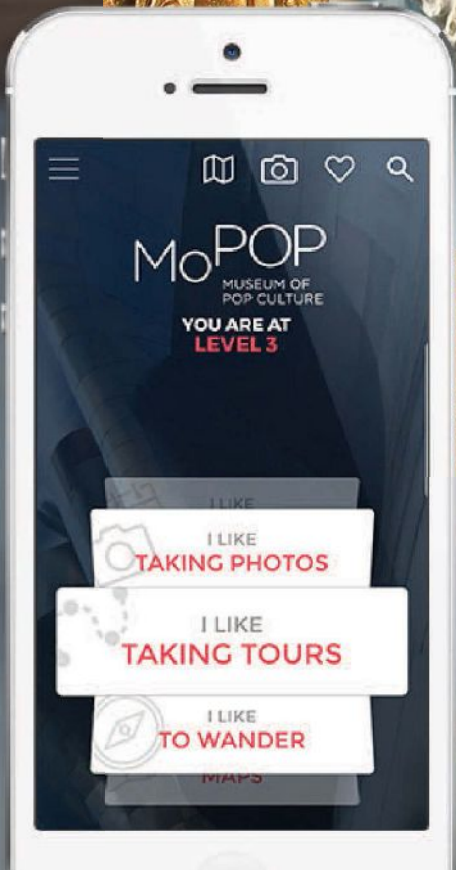 MoPOP
MUSEUM OF
POP CULTURE
YOU ARE AT
LEVEL 3
I LIKE
I LIKE
TAKING PHOTOS
I LIKE
TAKING TOURS
I LIKE
TO WANDER
MAPS